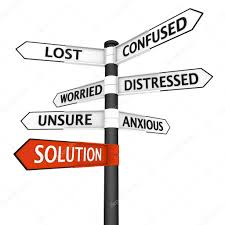 LOST
CONFUSED
WORRIED
DISTRESSED
UNSURE
ANXIOUS
SOLUTION